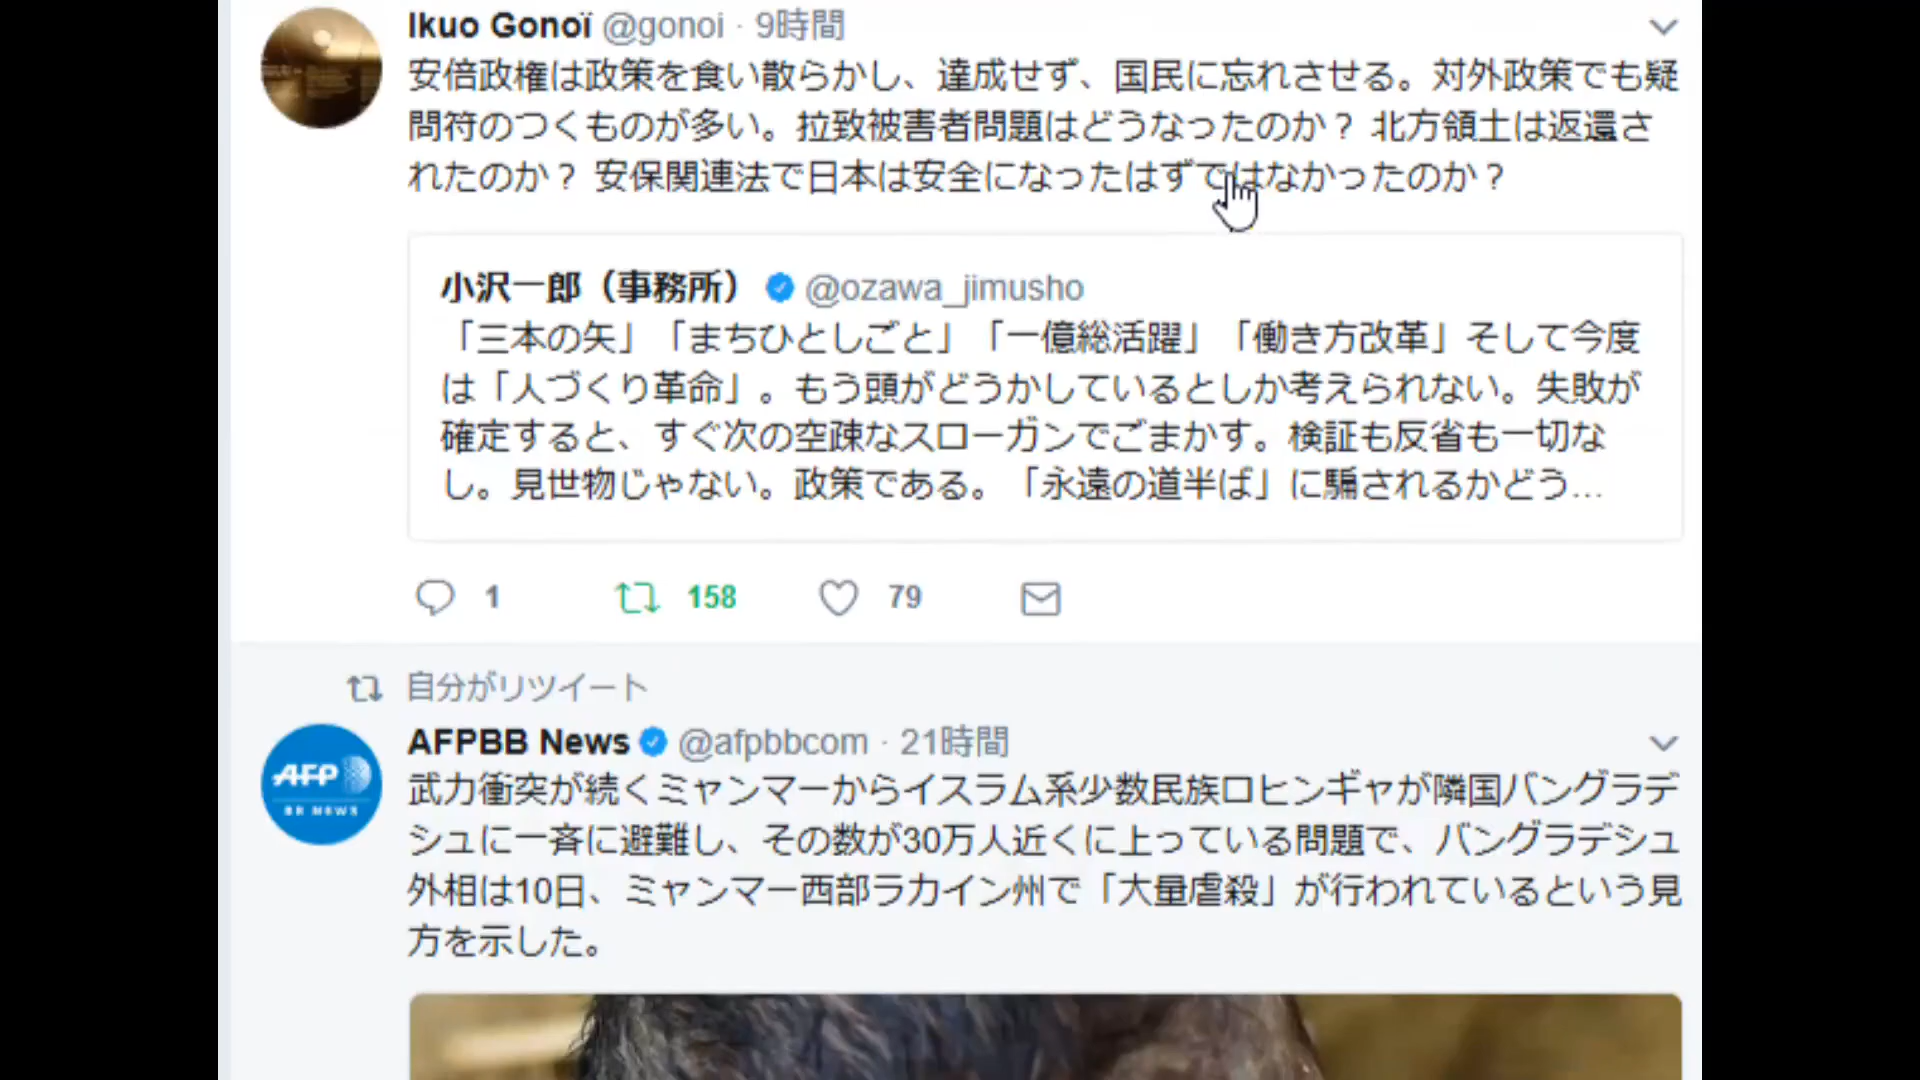 Ikuo Gonoï @gonoi · 9時間
安倍政権は政策を食い散らかし、達成せず、国民に忘れさせる。対外政策でも疑
問符のつくものが多い。拉致被害者問題はどうなったのか？ 北方領土は返還さ
れたのか？ 安保関連法で日本は安全になったはずではなかったのか？
小沢一郎（事務所） @ozawa_jimusho
「三本の矢」「まちひとしごと」「一億総活躍」「働き方改革」そして今度
は「人づくり革命」。もう頭がどうかしているとしか考えられない。失敗が
確定すると、すぐ次の空疎なスローガンでごまかす。検証も反省も一切な
し。見世物じゃない。政策である。「永遠の道半ば」に騙されるかどう...
1 158 79
自分がリツイート
AFPBB News @afpbbcom · 21時間
AFP
BB NEWS
武力衝突が続くミャンマーからイスラム系少数民族ロヒンギャが隣国バングラデ
シュに一斉に避難し、その数が30万人近くに上っている問題で、バングラデシュ
外相は10日、ミャンマー西部ラカイン州で「大量虐殺」が行われているという見
方を示した。